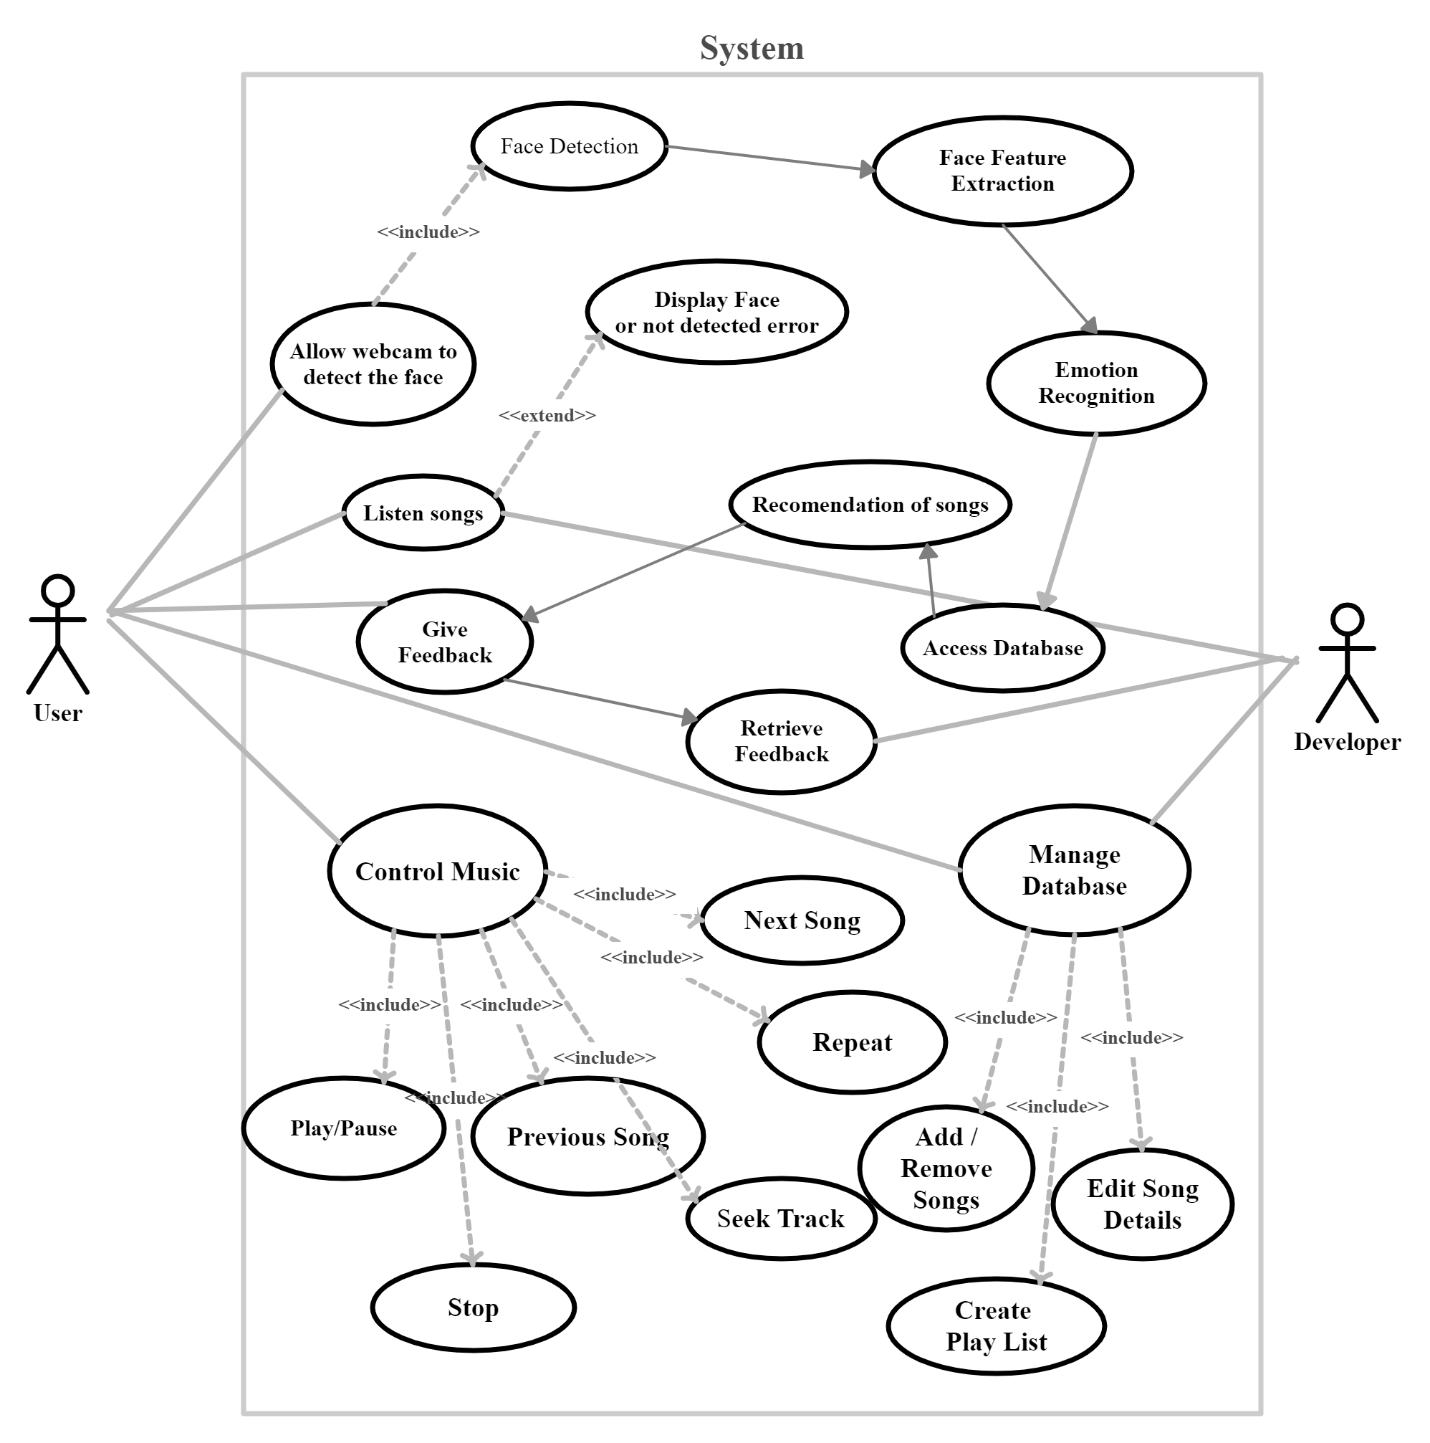 System
Face Detection
Face Feature
Extraction
<<include>>
Display Face
or not detected error
Allow webcam to
detect the face
Emotion
Recognition
<<extend>>
Recomendation of songs
Listen songs
Give
Feedback
Access Database
User
Retrieve
Feedback
Developer
Control Music
Manage
Database
<<include>>
Next Song
<<include>>
<<include>>
<<include>>
<<include>>
<<include>>
Repeat
<<include>>
<<include>>
<<include>>
Play/Pause
Previous Song
Add /
Remove
Songs
Edit Song
Details
Seek Track
Stop
Create
Play List